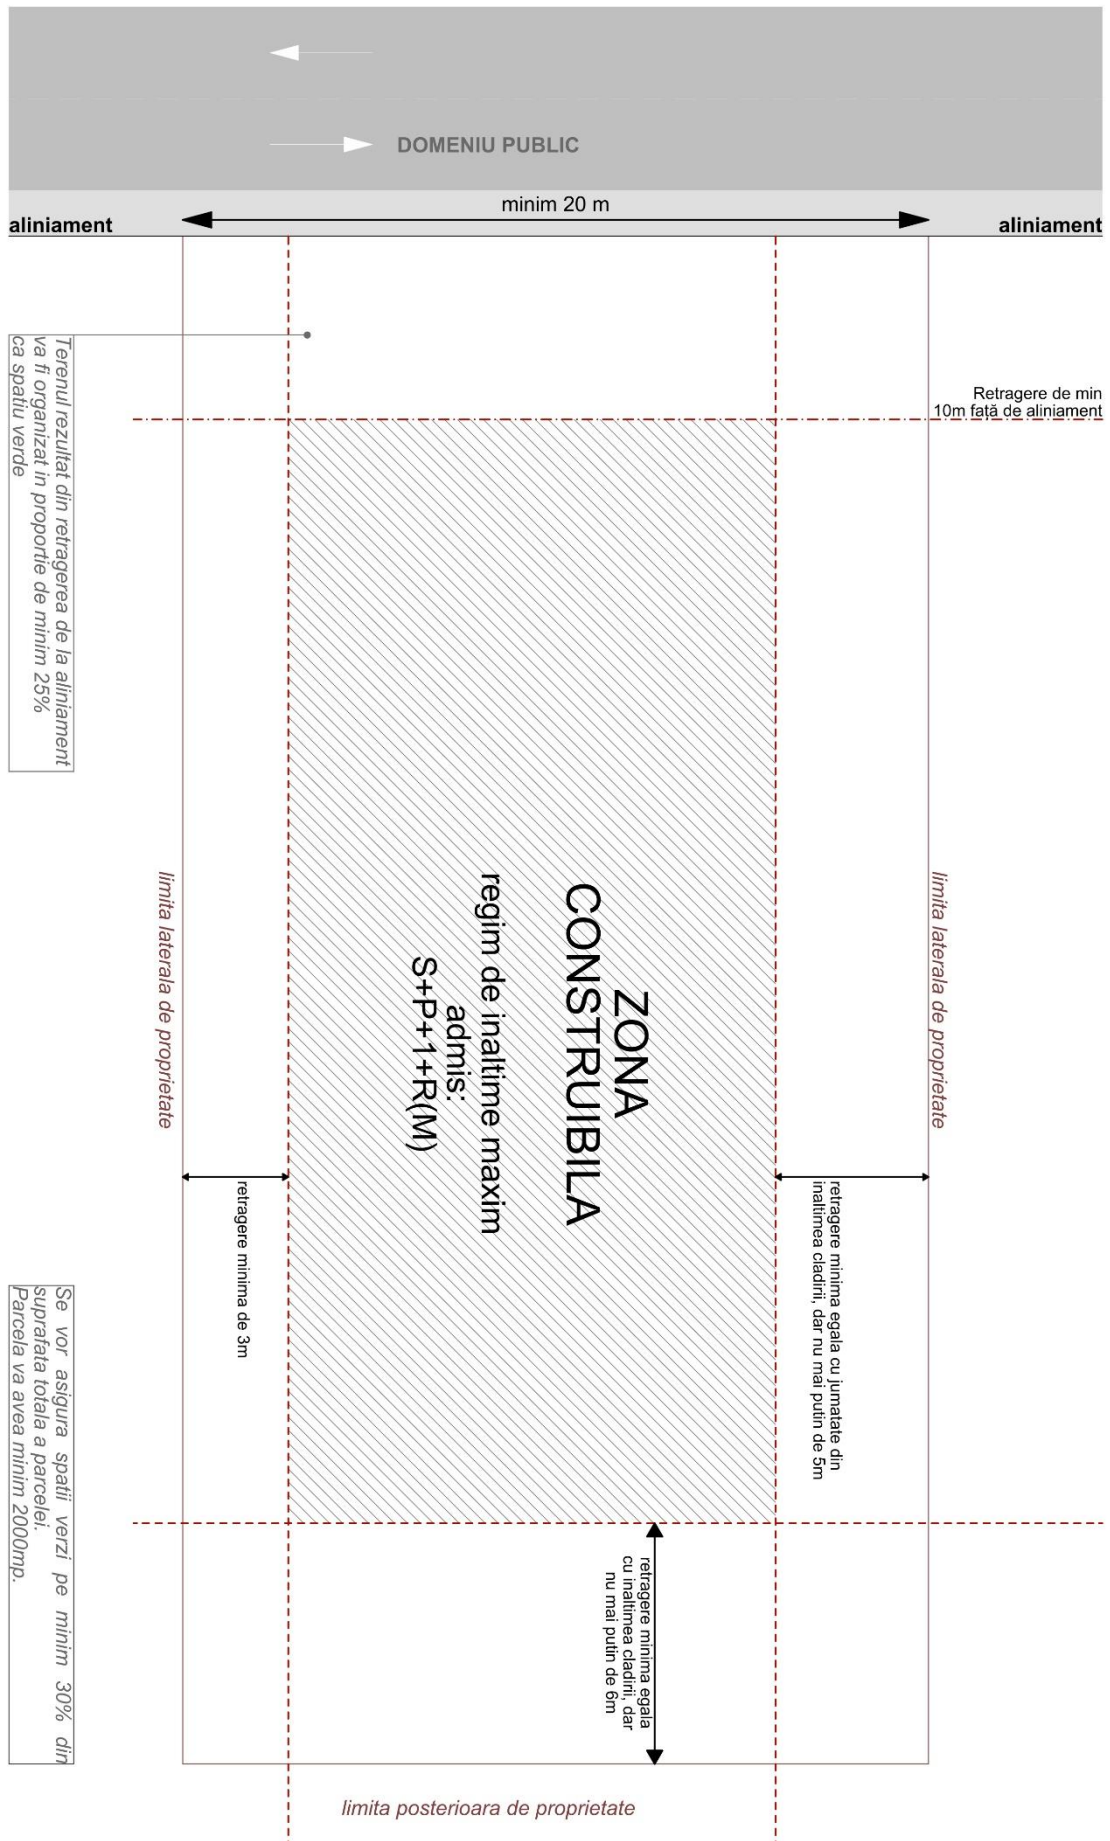 DOMENIU PUBLIC
minim 20 m
aliniament
aliniament
Retragere de min
10m față de aliniament
Terenul rezultat din retragerea de la aliniament
va fi organizat in proportie de minim 25%
ca spatiu verde
limita laterala de proprietate
limita laterala de proprietate
ZONA
CONSTRUIBILA
regim de inaltime maxim
admis:
S+P+1+R(M)
retragere minima de 3m
retragere minima egala cu jumatate din
inaltimea cladirii, dar nu mai putin de 5m
Se vor asigura spatii verzi pe minim 30% din
suprafata totala a parcelei.
Parcela va avea minim 2000mp.
retragere minima egala
cu inaltimea cladirii, dar
nu mai putin de 6m
limita posterioara de proprietate